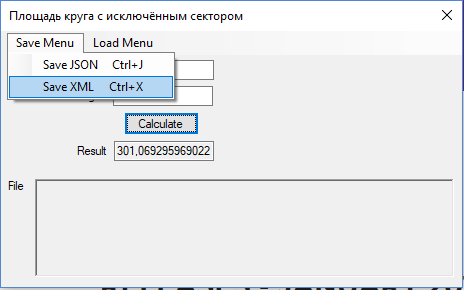 Площадь круга с исключённым сектором
Save Menu Load Menu
Save JSON Ctrl+J
Save XML Ctrl+X
Calculate
Result 301,069295969022
File